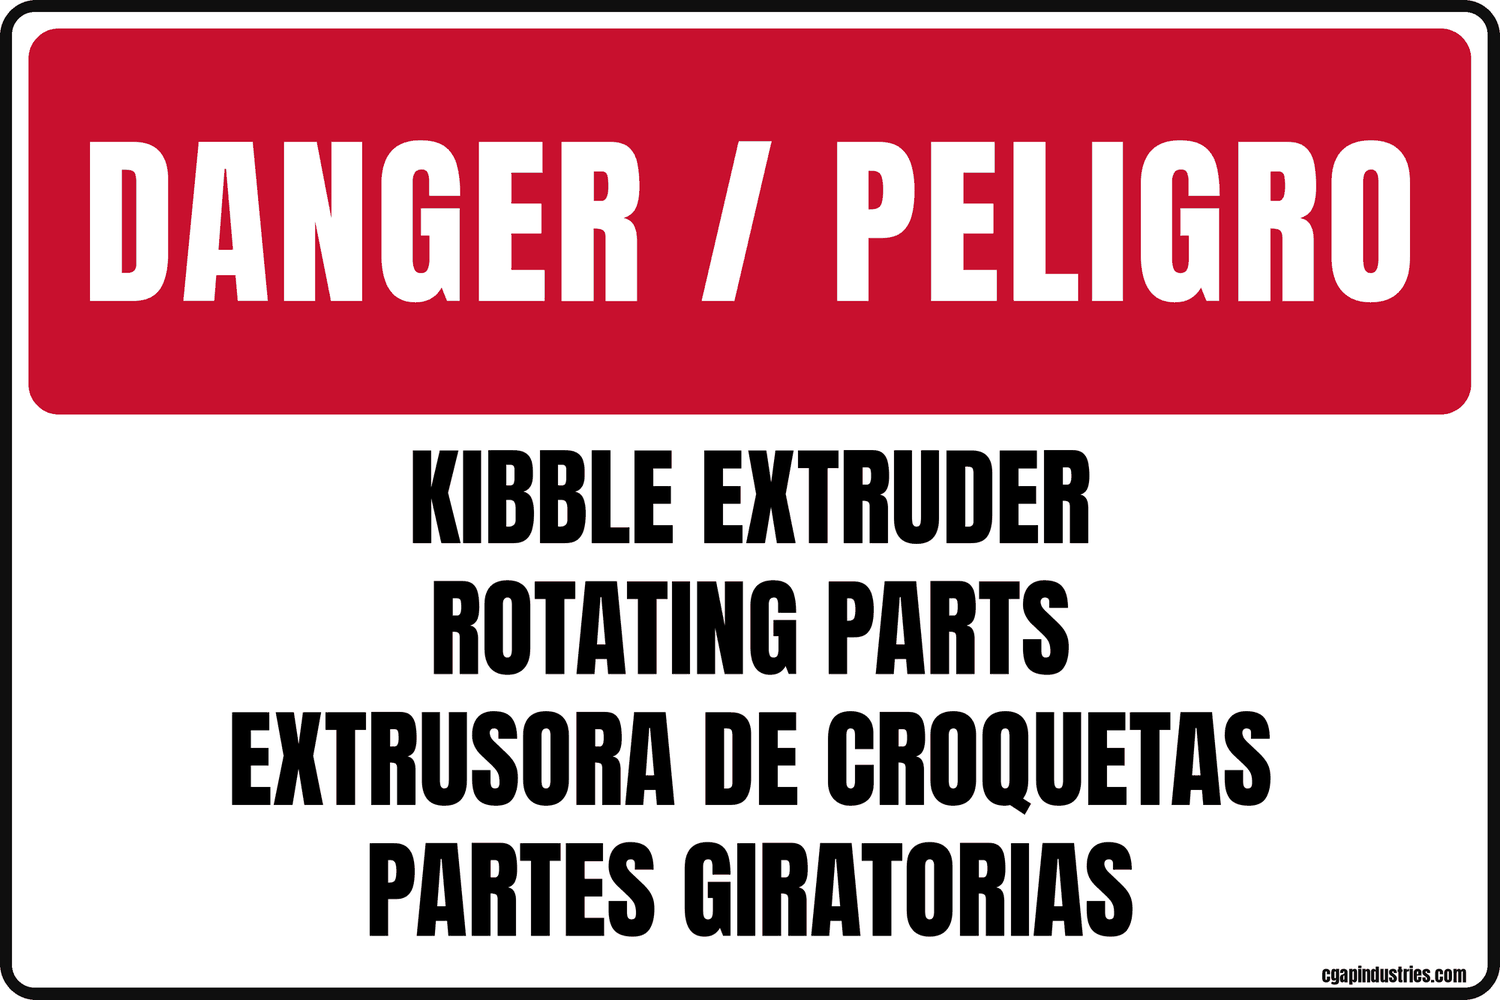 DANGER / PELIGRO
KIBBLE EXTRUDER
ROTATING PARTS
EXTRUSORA DE CROQUETAS
PARTES GIRATORIAS
cgapindustries.com